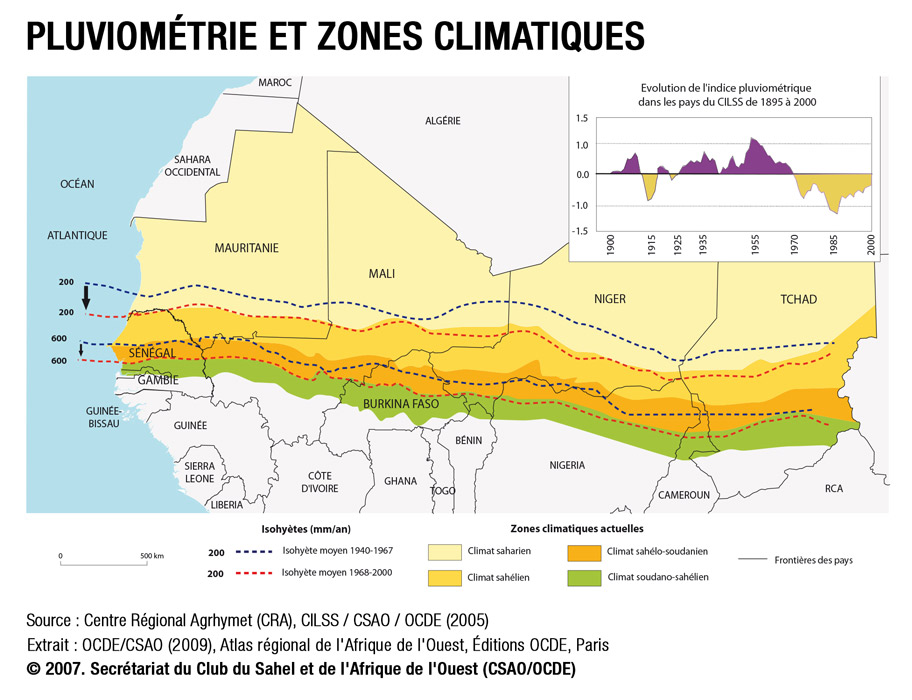 PLUVIOMÉTRIE ET ZONES CLIMATIQUES
MAROC
ALGÉRIE
SAHARA
OCCIDENTAL
OCÉAN
ATLANTIQUE
MAURITANIE
MALI
NIGER
TCHAD
Evolution de l'indice pluviométrique
dans les pays du CILSS de 1895 à 2000
1.5
1.0
0.0
-1.0
-1.5
1900
1915
1925
1935
1955
1970
1985
2000
200
200
600
600
SÉNÉGAL
GAMBIE
GUINÉE-
BISSAU
GUINÉE
SIERRA
LEONE
LIBERIA
CÔTE
D'IVOIRE
BURKINA FASO
GHANA
TOGO
BÉNIN
NIGERIA
CAMEROUN
RCA
0
500 km
Isohyètes (mm/an)
200 Isohyète moyen 1940-1967
200 Isohyète moyen 1968-2000
Zones climatiques actuelles
Climat saharien
Climat sahélien
Climat sahélo-soudanien
Climat soudano-sahélien
Frontières des pays
Source : Centre Régional Agrhymet (CRA), CILSS / CSAO / OCDE (2005)
Extrait : OCDE/CSAO (2009), Atlas régional de l'Afrique de l'Ouest, Éditions OCDE, Paris
© 2007. Secrétariat du Club du Sahel et de l'Afrique de l'Ouest (CSAO/OCDE)